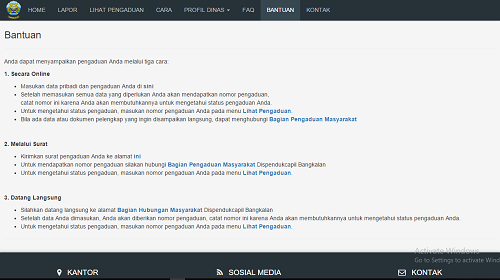 HOME LAPOR LIHAT PENGADUAN CARA PROFIL DINAS FAQ BANTUAN KONTAK
Bantuan
Anda dapat menyampaikan pengaduan Anda melalui tiga cara:
1. Secara Online
Masukan data pribadi dan pengaduan Anda di sini
Setelah memasukan semua data yang diperlukan Anda akan mendapatkan nomor pengaduan,
catat nomor ini karena Anda akan membutuhkannya untuk mengetahui status pengaduan Anda.
Untuk mengetahui status pengaduan, masukan nomor pengaduan Anda pada menu Lihat Pengaduan.
Bila ada data atau dokumen pelengkap yang ingin disampaikan langsung, dapat menghubungi Bagian Pengaduan Masyarakat
2. Melalui Surat
Kirimkan surat pengaduan Anda ke alamat ini
Untuk mendapatkan nomor pengaduan silakan hubungi Bagian Pengaduan Masyarakat Dispendukcapil Bangkalan
Untuk mengetahui status pengaduan, masukan nomor pengaduan Anda pada menu Lihat Pengaduan.
3. Datang Langsung
Silahkan datang langsung ke alamat Bagian Hubungan Masyarakat Dispendukcapil Bangkalan
Setelah data Anda dimasukan, Anda akan diberikan nomor pengaduan, catat nomor ini karena Anda akan membutuhkannya untuk mengetahui status pengaduan Anda.
Untuk mengetahui status pengaduan, masukan nomor pengaduan Anda pada menu Lihat Pengaduan.
Activate Windows
Go to Settings to activate Wind
KANTOR SOSIAL MEDIA KONTAK